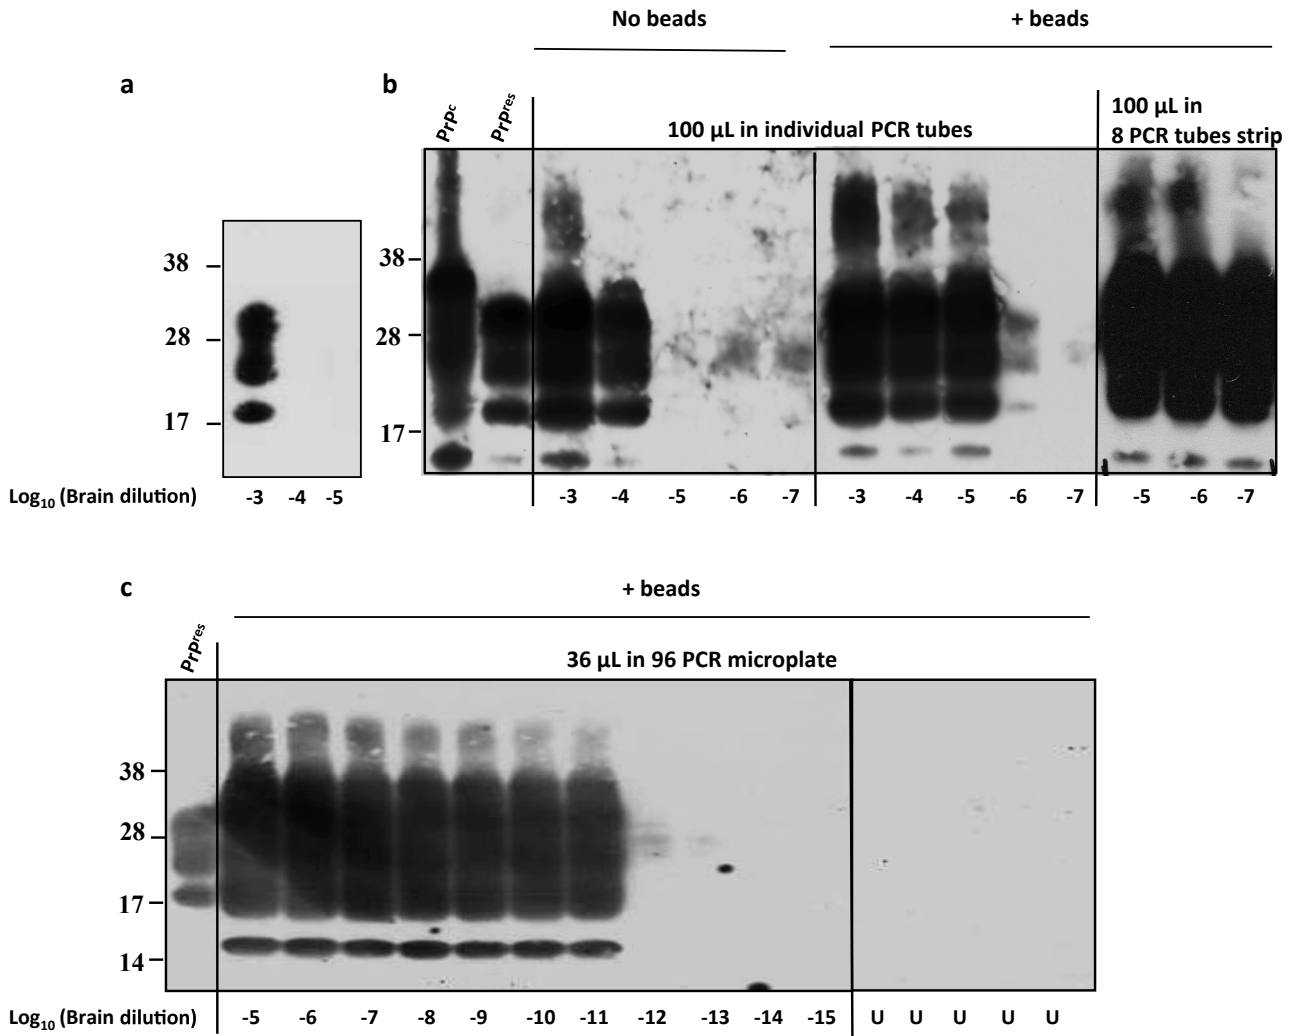 No beads
+ beads
a
b
PrPᶜ
PrPʳᵉˢ
100 µL in individual PCR tubes
100 µL in
8 PCR tubes strip
38
28
17
38
28
17
Log₁₀ (Brain dilution)
-3 -4 -5
-3 -4 -5 -6 -7
-3 -4 -5 -6 -7
-5 -6 -7
c
+ beads
PrPʳᵉˢ
36 µL in 96 PCR microplate
38
28
17
14
Log₁₀ (Brain dilution)
-5 -6 -7 -8 -9 -10 -11 -12 -13 -14 -15 U U U U U